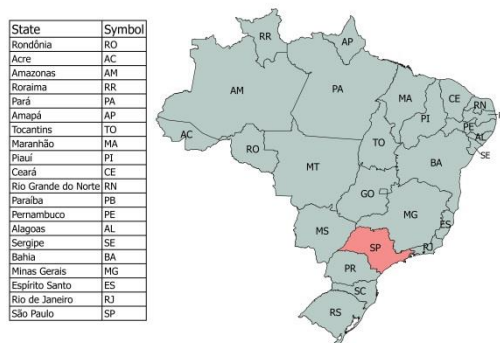 State Symbol
Rondônia RO
Acre AC
Amazonas AM
Roraima RR
Pará PA
Amapá AP
Tocantins TO
Maranhão MA
Piauí PI
Ceará CE
Rio Grande do Norte RN
Paraíba PB
Pernambuco PE
Alagoas AL
Sergipe SE
Bahia BA
Minas Gerais MG
Espírito Santo ES
Rio de Janeiro RJ
São Paulo SP
RR
AP
AM
PA
MA
CE
RN
PI
PE
AL
SE
AC
RO
TO
BA
MT
GO
MG
ES
MS
SP
RJ
PR
SC
RS